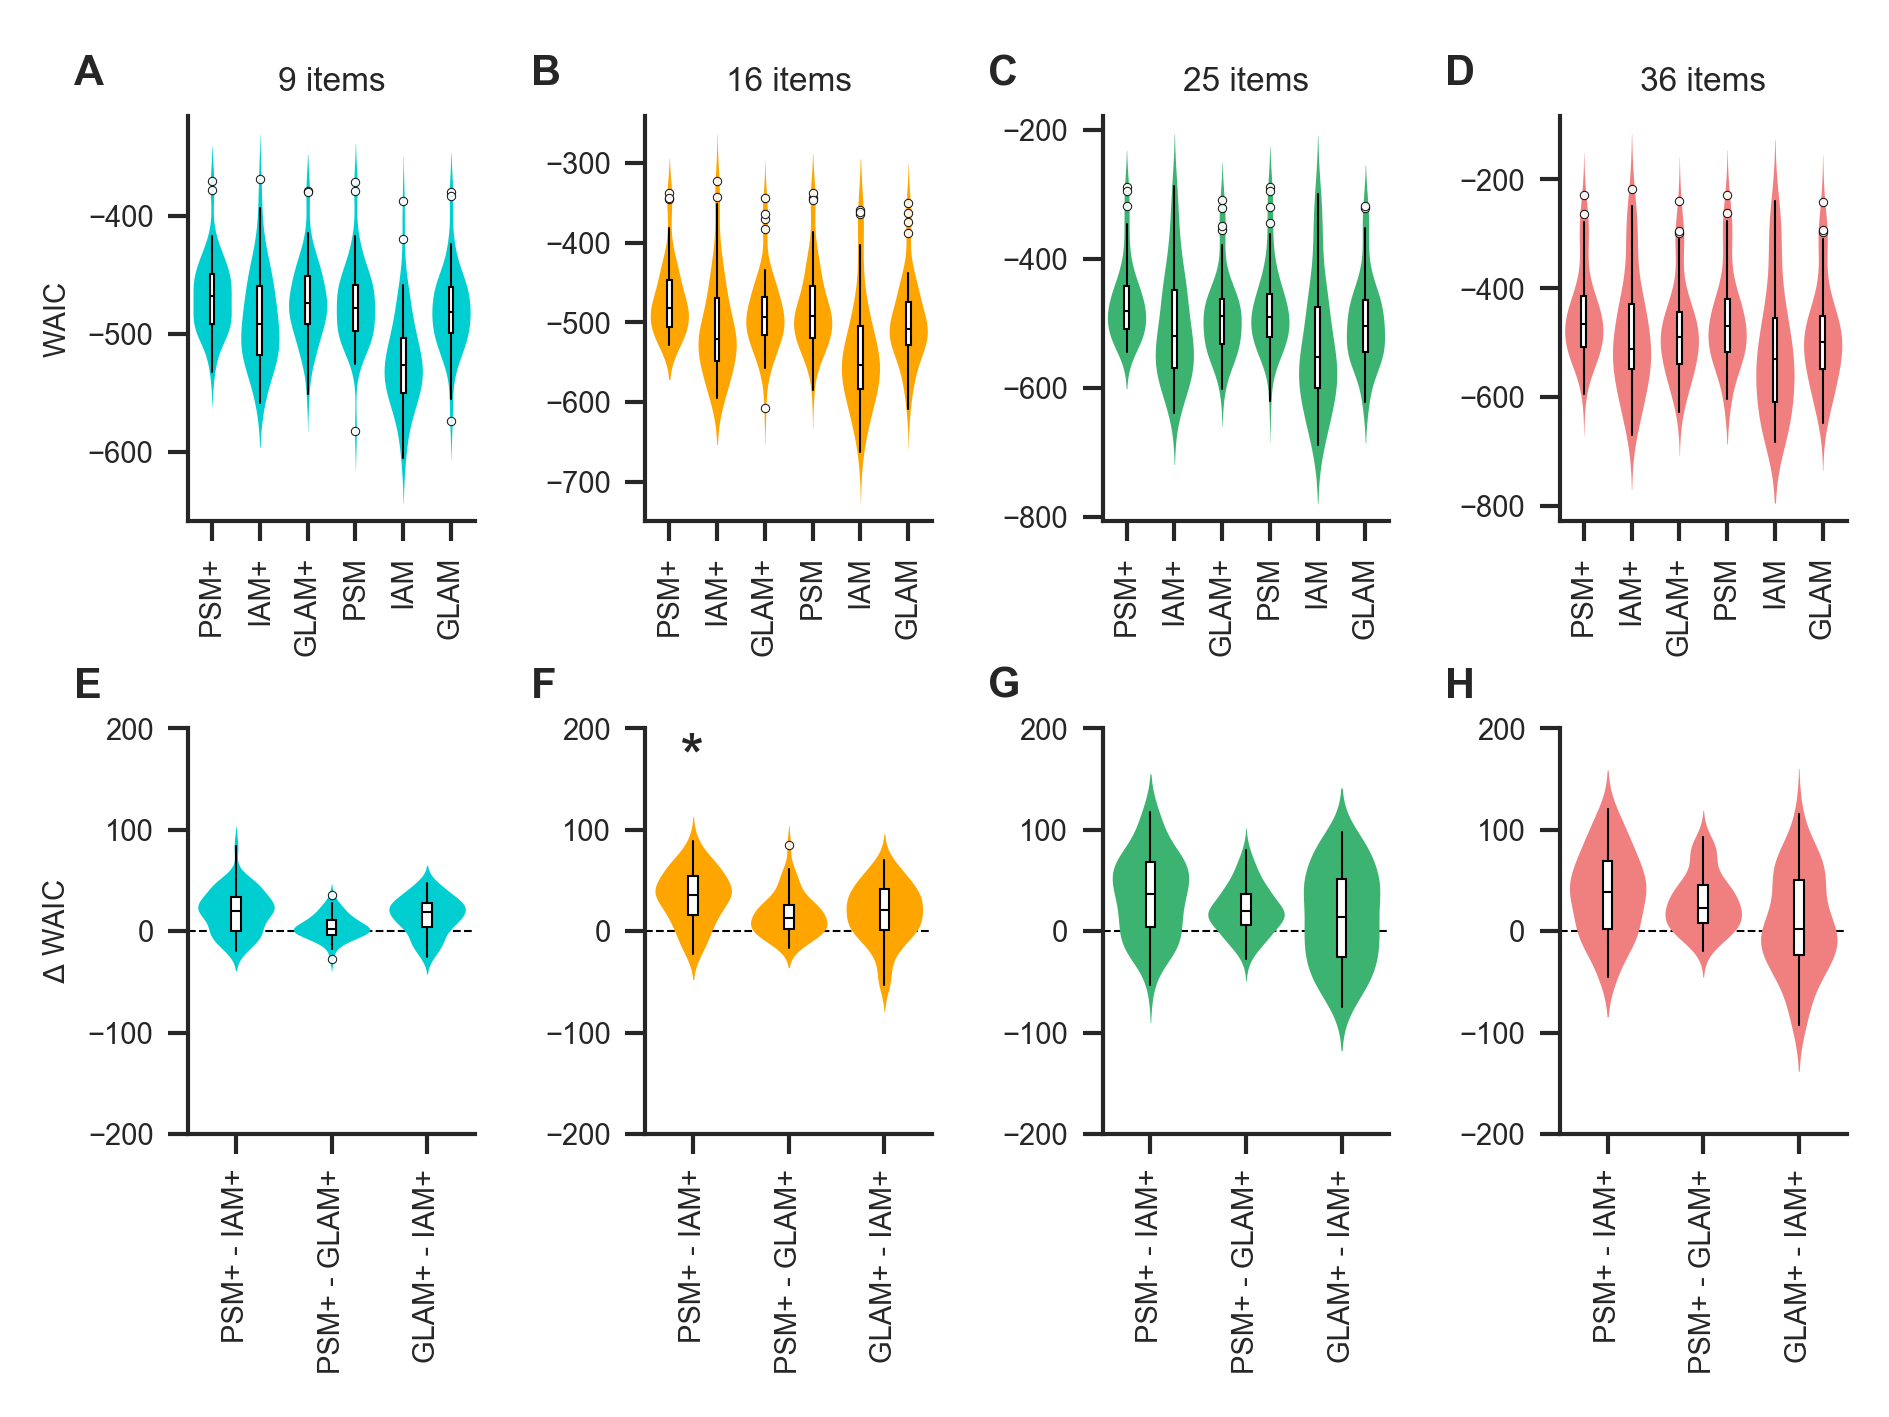 A
9 items
B
16 items
C
25 items
D
36 items
WAIC
−400
−500
−600
PSM+
IAM+
GLAM+
PSM
IAM
GLAM
−300
−400
−500
−600
−700
PSM+
IAM+
GLAM+
PSM
IAM
GLAM
−200
−400
−600
−800
PSM+
IAM+
GLAM+
PSM
IAM
GLAM
−200
−400
−600
−800
PSM+
IAM+
GLAM+
PSM
IAM
GLAM
E
F
G
H
Δ WAIC
200
100
0
−100
−200
PSM+ - IAM+
PSM+ - GLAM+
GLAM+ - IAM+
200
100
0
−100
−200
*
PSM+ - IAM+
PSM+ - GLAM+
GLAM+ - IAM+
200
100
0
−100
−200
PSM+ - IAM+
PSM+ - GLAM+
GLAM+ - IAM+
200
100
0
−100
−200
PSM+ - IAM+
PSM+ - GLAM+
GLAM+ - IAM+